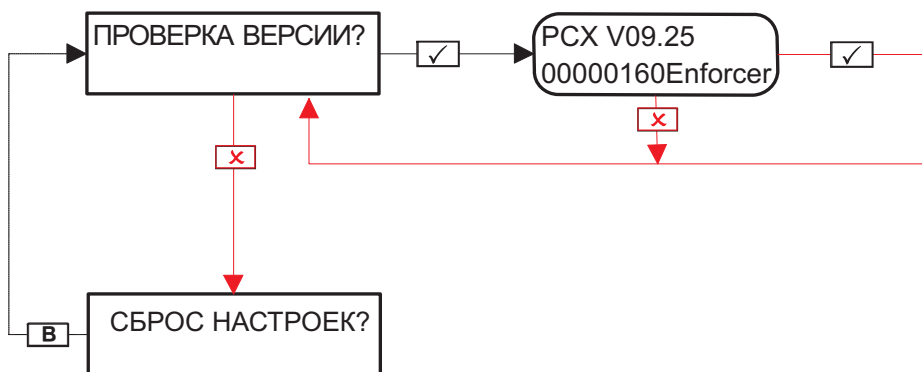 ПРОВЕРКА ВЕРСИИ?
PCX V09.25
00000160Enforcer
СБРОС НАСТРОЕК?
B